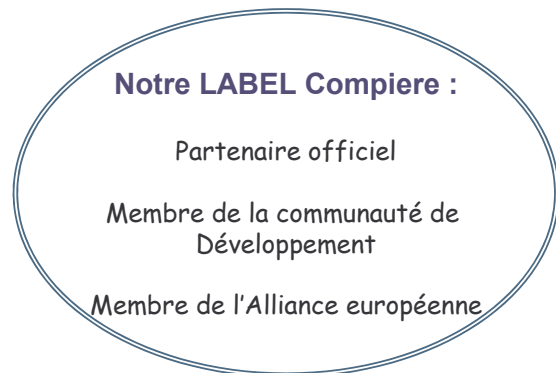 Notre LABEL Compiere :
Partenaire officiel
Membre de la communauté de
Développement
Membre de l’Alliance européenne